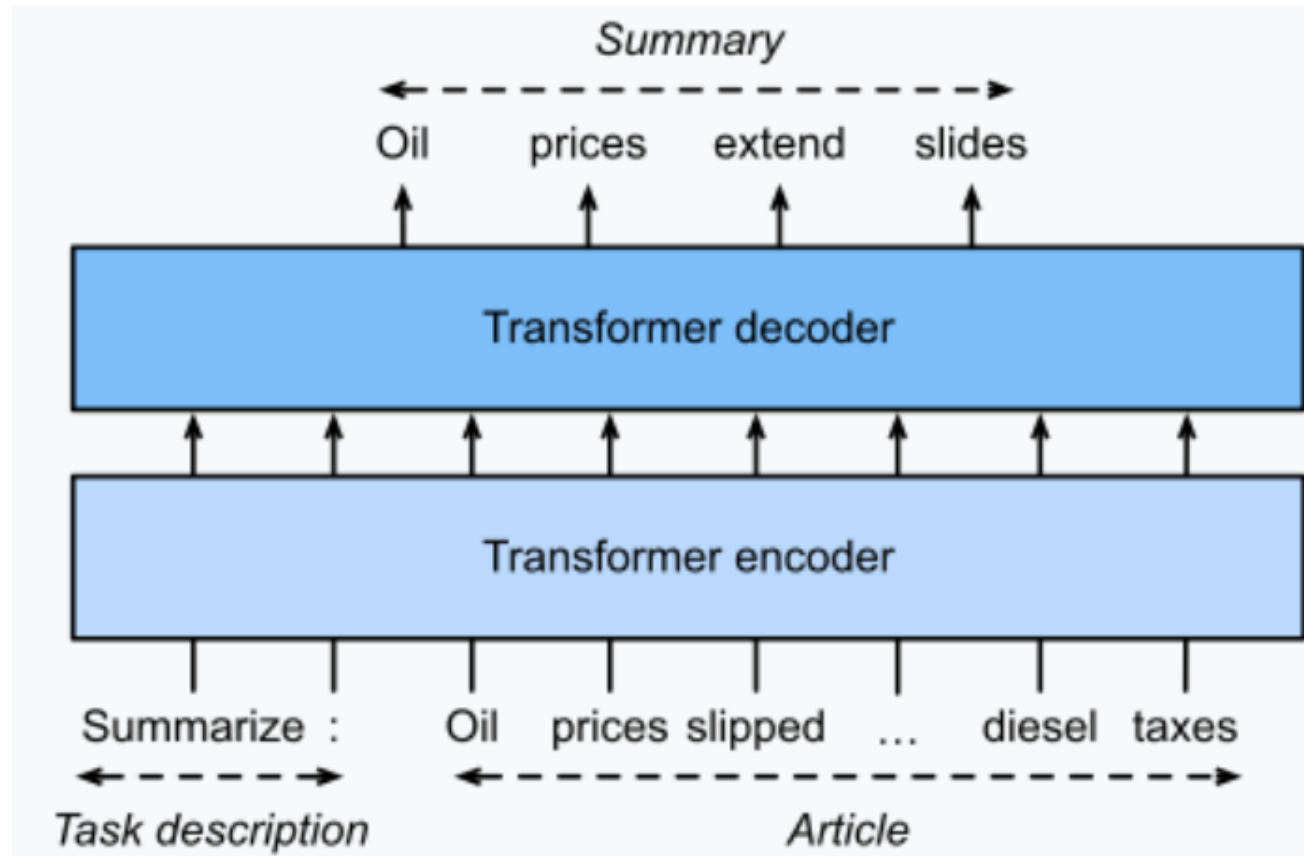 Summary
Oil prices extend slides
Transformer decoder
Transformer encoder
Summarize : Oil prices slipped ... diesel taxes
Task description Article